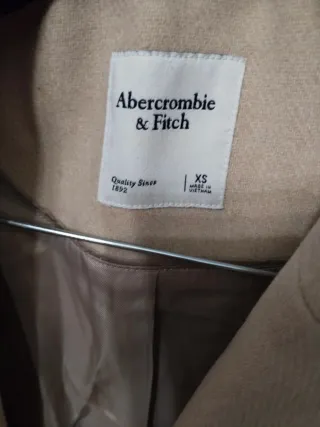 Abercrombie
& Fitch
Quality Since
1892
XS
MADE IN
VIETNAM